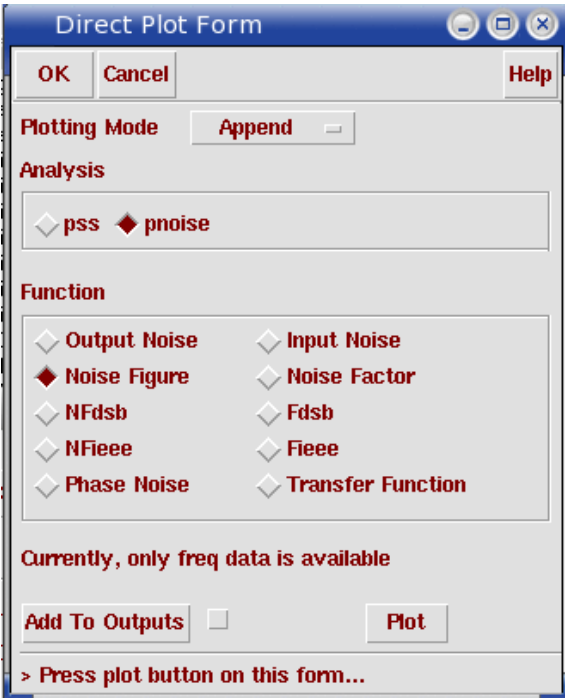 Direct Plot Form
OK Cancel Help
Plotting Mode Append
Analysis
pss pnoise
Function
Output Noise Input Noise
Noise Figure Noise Factor
NFdsb Fdsb
NFieee Fieee
Phase Noise Transfer Function
Currently, only freq data is available
Add To Outputs Plot
> Press plot button on this form...